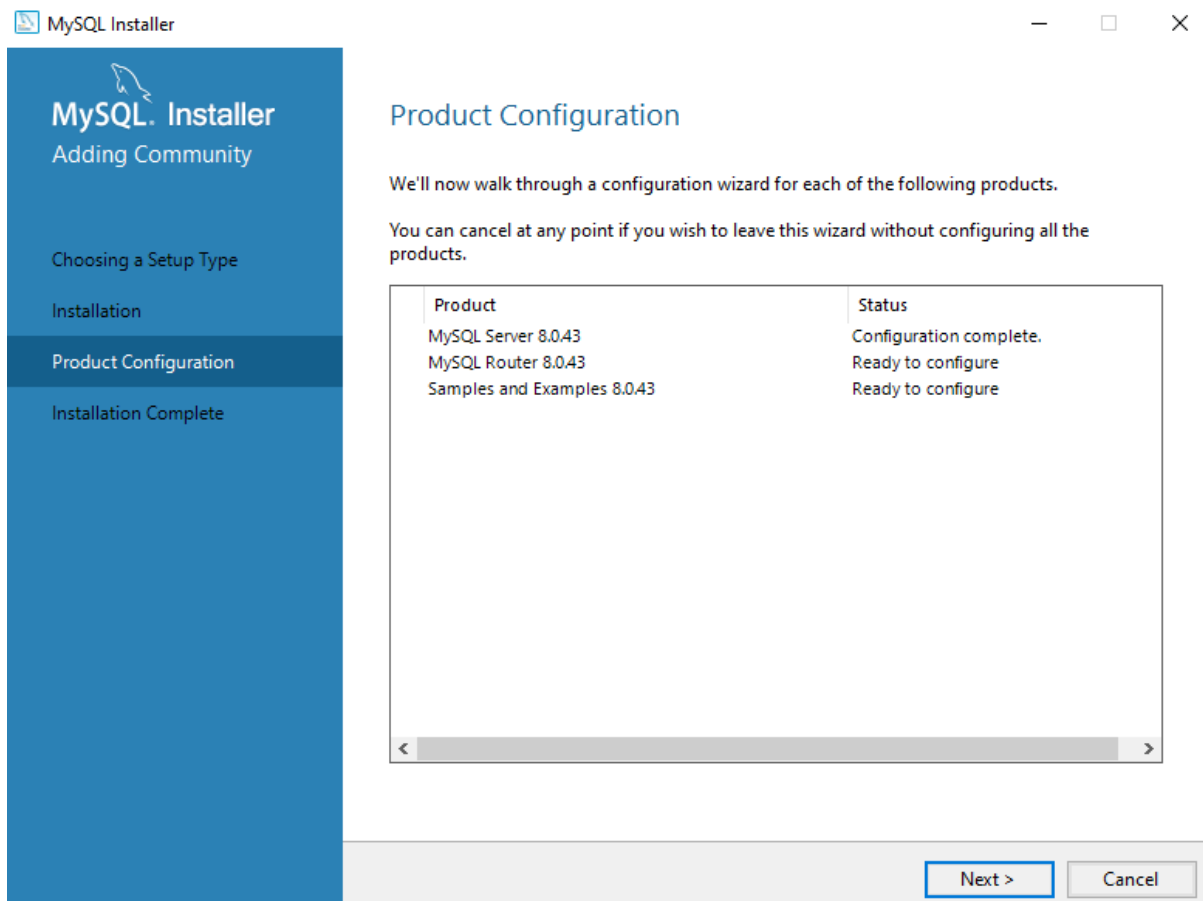 MySQL Installer
MySQL. Installer
Adding Community
Choosing a Setup Type
Installation
Product Configuration
Installation Complete
Product Configuration
We'll now walk through a configuration wizard for each of the following products.
You can cancel at any point if you wish to leave this wizard without configuring all the
products.
Product Status
MySQL Server 8.0.43 Configuration complete.
MySQL Router 8.0.43 Ready to configure
Samples and Examples 8.0.43 Ready to configure
Next > Cancel